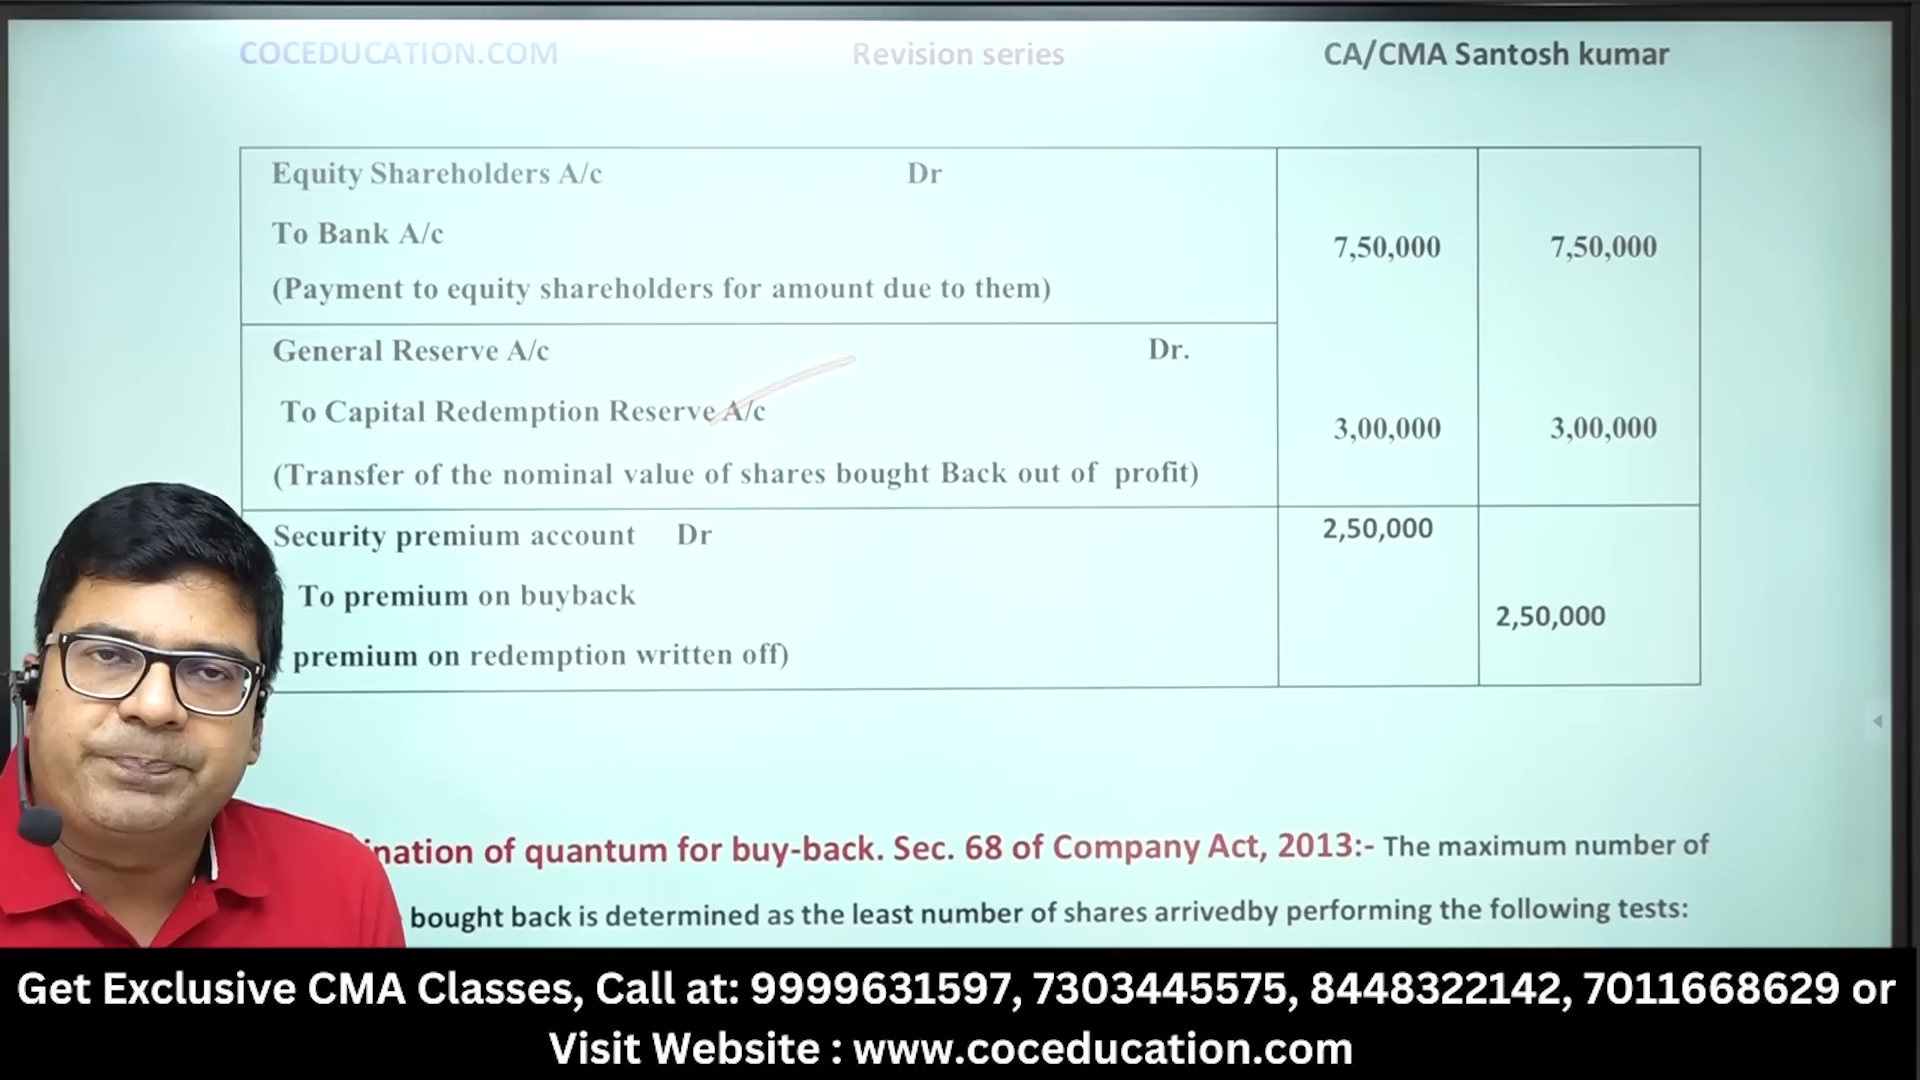 COCEDUCATION.COM Revision series CA/CMA Santosh kumar
Equity Shareholders A/c Dr
To Bank A/c 7,50,000 7,50,000
(Payment to equity shareholders for amount due to them)
General Reserve A/c Dr.
To Capital Redemption Reserve A/c 3,00,000 3,00,000
(Transfer of the nominal value of shares bought Back out of profit)
Security premium account Dr 2,50,000
To premium on buyback 2,50,000
premium on redemption written off)
of quantum for buy-back. Sec. 68 of Company Act, 2013:- The maximum number of
bought back is determined as the least number of shares arrivedby performing the following tests:
Get Exclusive CMA Classes, Call at: 9999631597, 7303445575, 8448322142, 7011668629 or
Visit Website : www.coceducation.com